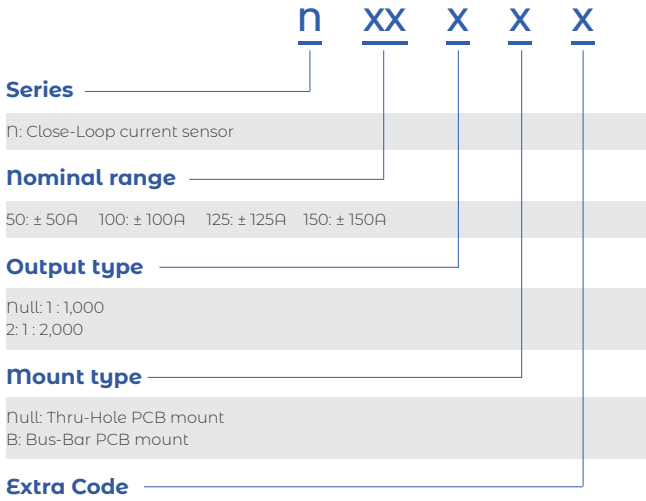 n xx x x x
Series
N: Close-Loop current sensor
Nominal range
50: ± 50A 100: ± 100A 125: ± 125A 150: ± 150A
Output type
Null: 1 : 1,000
2: 1 : 2,000
Mount type
Null: Thru-Hole PCB mount
B: Bus-Bar PCB mount
Extra Code